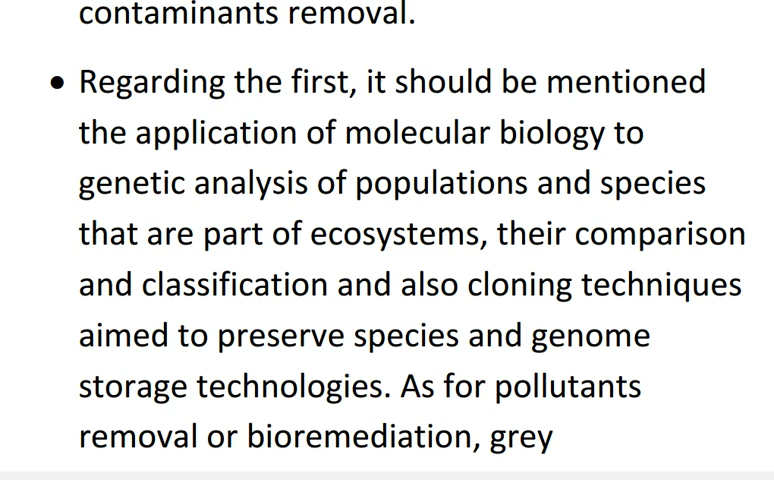 contaminants removal.
• Regarding the first, it should be mentioned
the application of molecular biology to
genetic analysis of populations and species
that are part of ecosystems, their comparison
and classification and also cloning techniques
aimed to preserve species and genome
storage technologies. As for pollutants
removal or bioremediation, grey